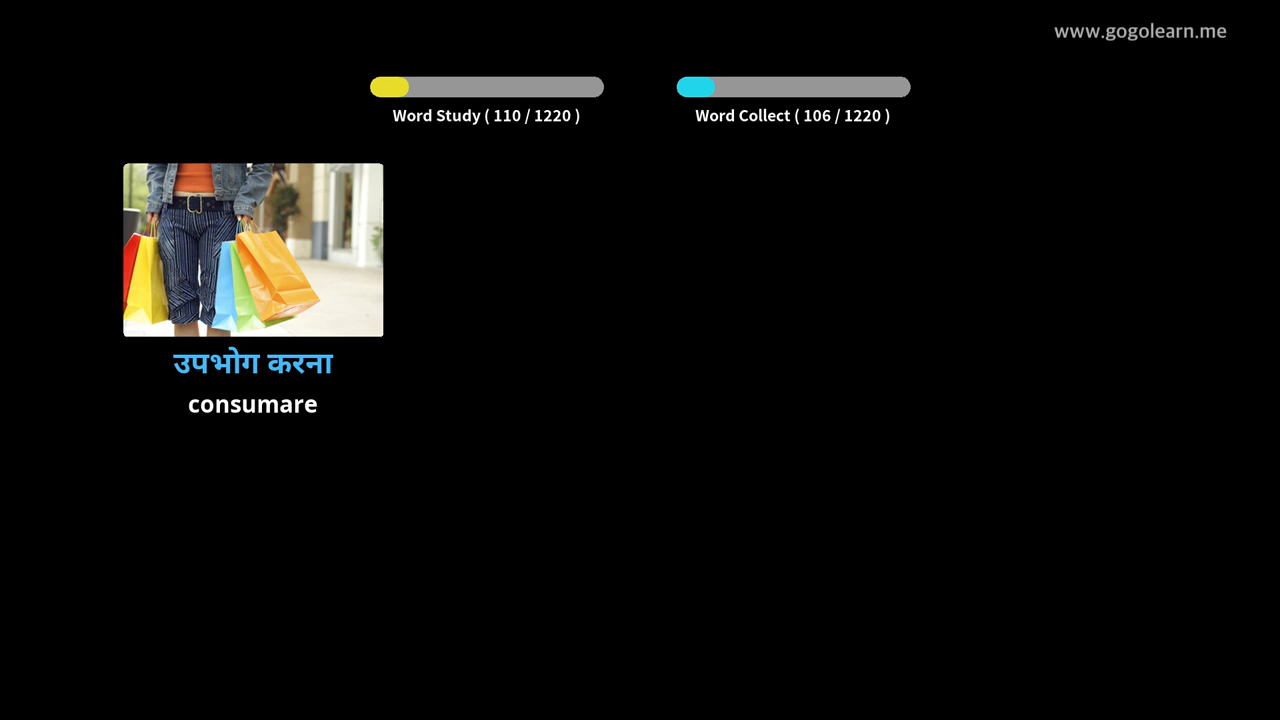 www.gogolearn.me
Word Study ( 110 / 1220 )
Word Collect ( 106 / 1220 )
उपभोग करना
consumare